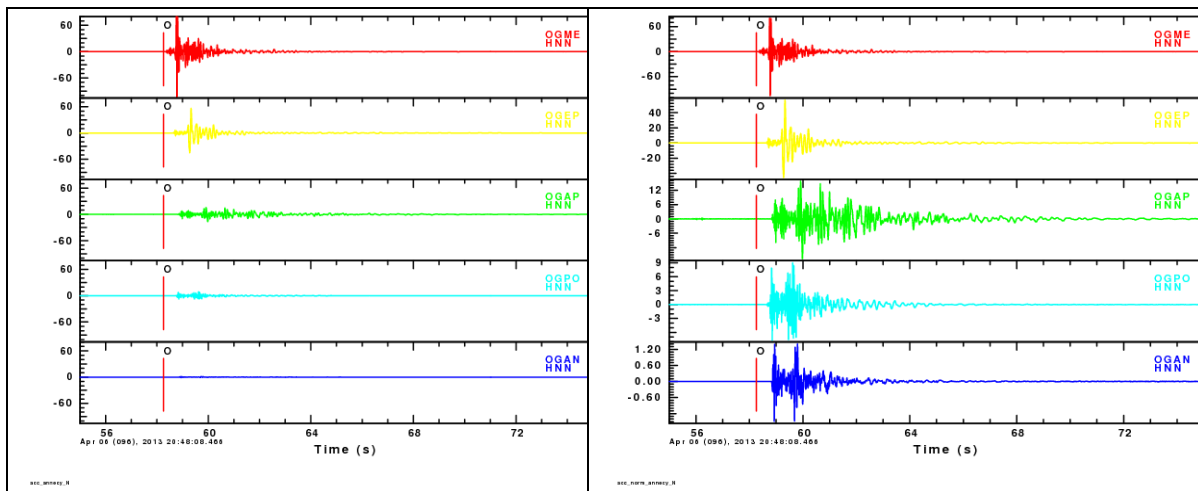 O
60
0
-60
OGME
HNN
O
60
0
-60
OGEP
HNN
O
60
0
-60
OGAP
HNN
O
60
0
-60
OGPO
HNN
O
60
0
-60
OGAN
HNN
56 60 64 68 72
Apr 06 (096), 2013 20:48:08.466
Time (s)
acc_annecy_N
O
60
0
-60
OGME
HNN
O
40
20
0
-20
OGEP
HNN
O
12
6
0
-6
OGAP
HNN
O
9
3
0
-3
OGPO
HNN
O
1.20
0.60
0.00
-0.60
OGAN
HNN
56 60 64 68 72
Apr 06 (096), 2013 20:48:08.466
Time (s)
acc_norm_annecy_N